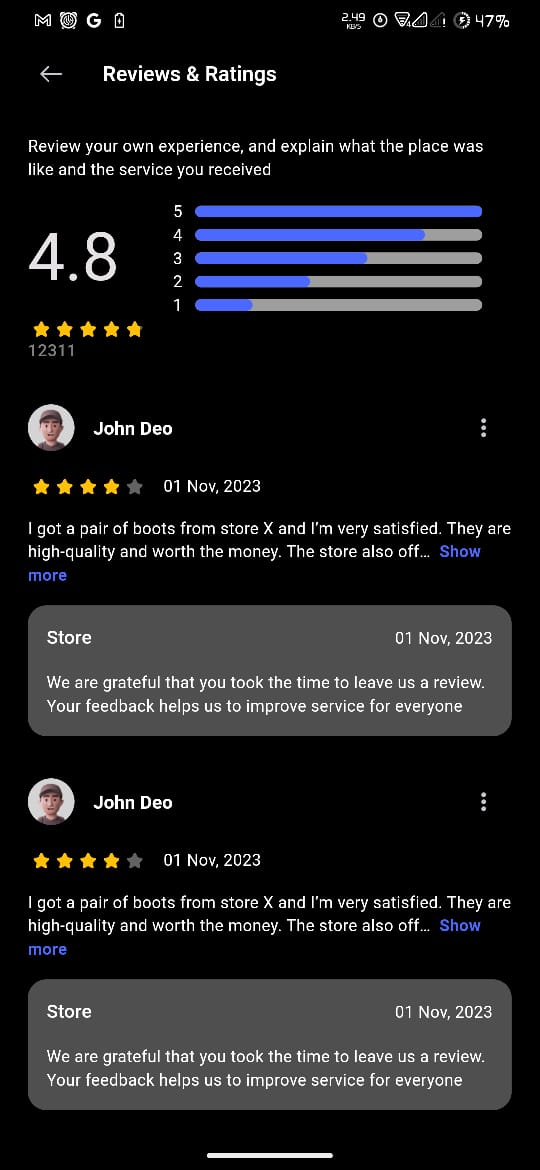 2.49 KB/S 47%
Reviews & Ratings
Review your own experience, and explain what the place was
like and the service you received
5
4
3
2
1
4.8
12311
John Deo
01 Nov, 2023
I got a pair of boots from store X and I'm very satisfied. They are
high-quality and worth the money. The store also off... Show
more
Store 01 Nov, 2023
We are grateful that you took the time to leave us a review.
Your feedback helps us to improve service for everyone
John Deo
01 Nov, 2023
I got a pair of boots from store X and I'm very satisfied. They are
high-quality and worth the money. The store also off... Show
more
Store 01 Nov, 2023
We are grateful that you took the time to leave us a review.
Your feedback helps us to improve service for everyone